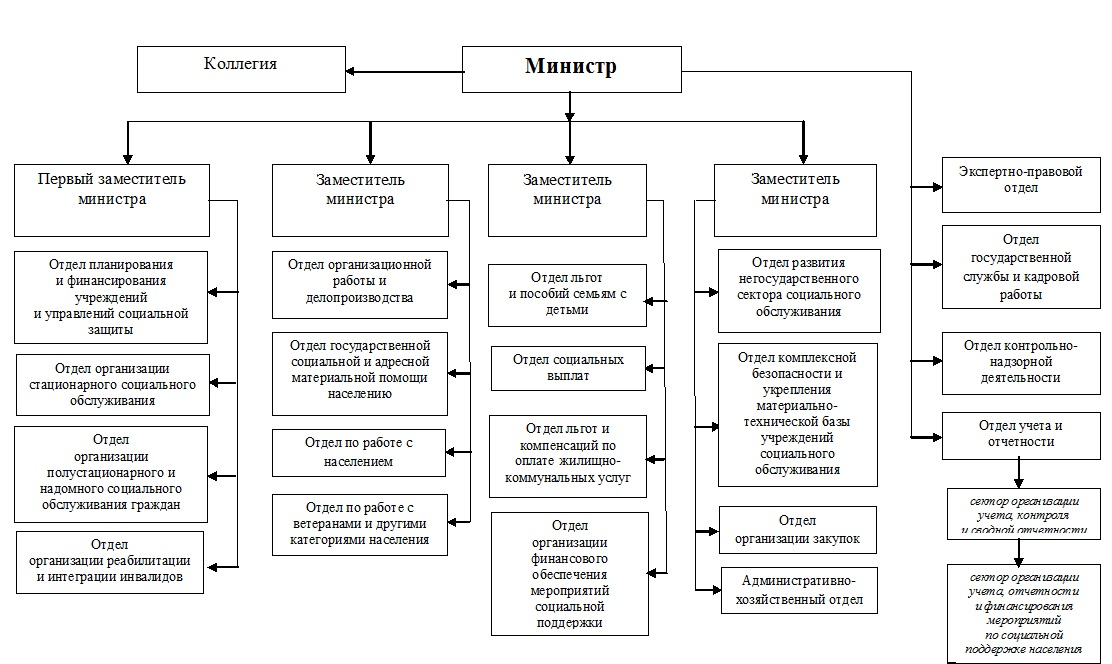 Коллегия
Министр
Первый заместитель
министра
Заместитель
министра
Заместитель
министра
Заместитель
министра
Экспертно-правовой
отдел
Отдел планирования
и финансирования
учреждений
и управлений социальной
защиты
Отдел организации
стационарного социального
обслуживания
Отдел
организации
полустационарного и
надомного социального
обслуживания граждан
Отдел
организации реабилитации
и интеграции инвалидов
Отдел организационной
работы и
делопроизводства
Отдел государственной
социальной и адресной
материальной помощи
населению
Отдел по работе с
населением
Отдел по работе с
ветеранами и другими
категориями населения
Отдел льгот
и пособий семьям с
детьми
Отдел социальных
выплат
Отдел льгот и
компенсаций по
оплате жилищно-
коммунальных услуг
Отдел
организации
финансового
обеспечения
мероприятий
социальной
поддержки
Отдел развития
негосударственного
сектора социального
обслуживания
Отдел комплексной
безопасности и
укрепления
материально-
технической базы
учреждений
социального
обслуживания
Отдел
организации закупок
Административно-
хозяйственный отдел
Отдел
государственной
службы и кадровой
работы
Отдел контрольно-
надзорной
деятельности
Отдел учета и
отчетности
сектор организации
учета, контроля
и сводной отчетности
сектор организации
учета, отчетности
и финансирования
мероприятий
по социальной
поддержке населения